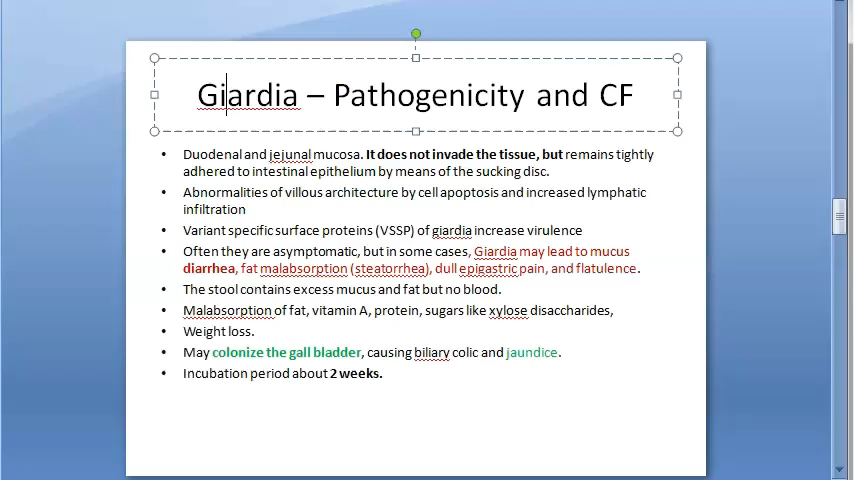 Giardia – Pathogenicity and CF
• Duodenal and jejunal mucosa. It does not invade the tissue, but remains tightly
adhered to intestinal epithelium by means of the sucking disc.
• Abnormalities of villous architecture by cell apoptosis and increased lymphatic
infiltration
• Variant specific surface proteins (VSSP) of giardia increase virulence
• Often they are asymptomatic, but in some cases, Giardia may lead to mucus
diarrhea, fat malabsorption (steatorrhea), dull epigastric pain, and flatulence.
• The stool contains excess mucus and fat but no blood.
• Malabsorption of fat, vitamin A, protein, sugars like xylose disaccharides,
• Weight loss.
• May colonize the gall bladder, causing biliary colic and jaundice.
• Incubation period about 2 weeks.